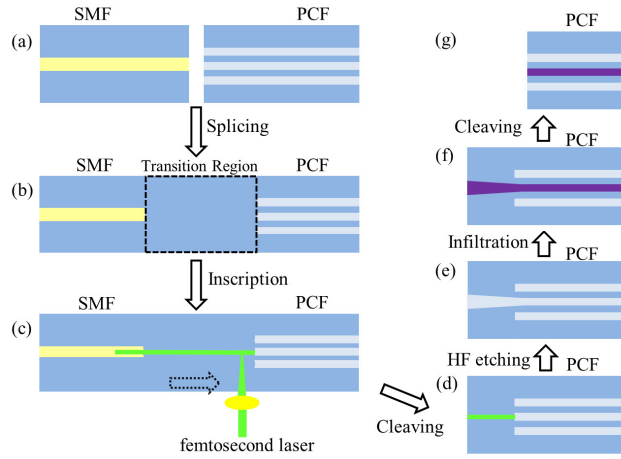 SMF PCF
(a)
Splicing
Transition Region
SMF PCF
(b)
Inscription
SMF PCF
(c)
femtosecond laser
Cleaving
PCF
(d)
HF etching
PCF
(e)
Infiltration
PCF
(f)
Cleaving
PCF
(g)